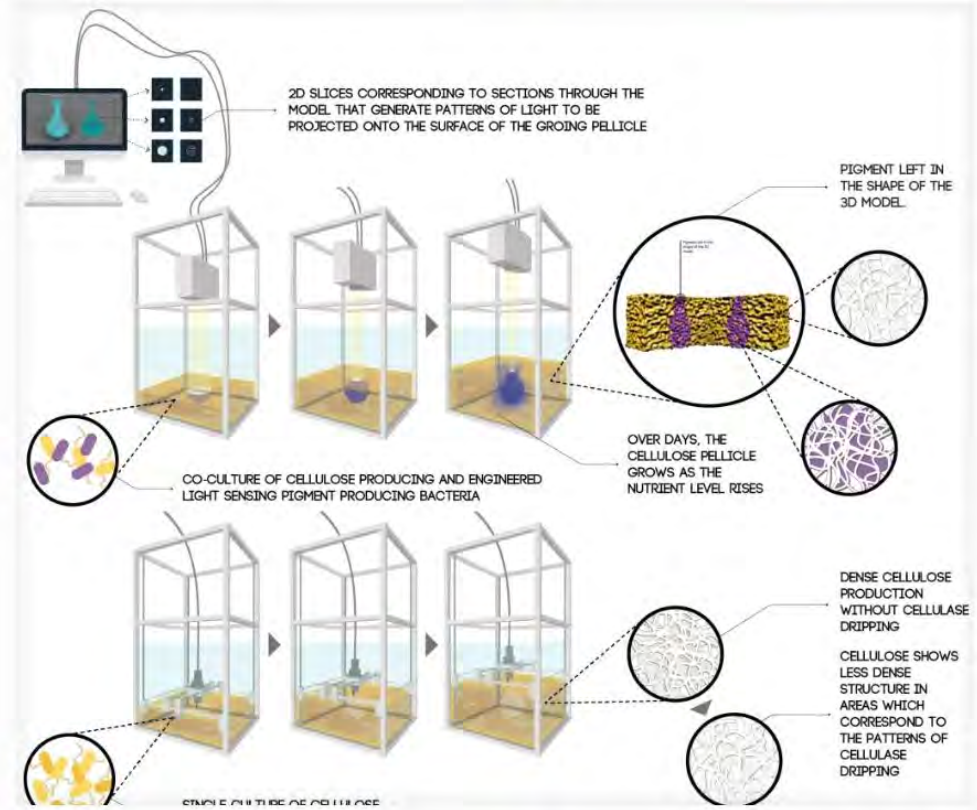 2D SLICES CORRESPONDING TO SECTIONS THROUGH THE
MODEL THAT GENERATE PATTERNS OF LIGHT TO BE
PROJECTED ONTO THE SURFACE OF THE GROING PELLICLE
PIGMENT LEFT IN
THE SHAPE OF THE
3D MODEL.
OVER DAYS, THE
CELLULOSE PELLICLE
GROWS AS THE
NUTRIENT LEVEL RISES
CO-CULTURE OF CELLULOSE PRODUCING AND ENGINEERED
LIGHT SENSING PIGMENT PRODUCING BACTERIA
DENSE CELLULOSE
PRODUCTION
WITHOUT CELLULASE
DRIPPING
CELLULOSE SHOWS
LESS DENSE
STRUCTURE IN
AREAS WHICH
CORRESPOND TO
THE PATTERNS OF
CELLULASE
DRIPPING
SINGLE CULTURE OF CELLULOSE